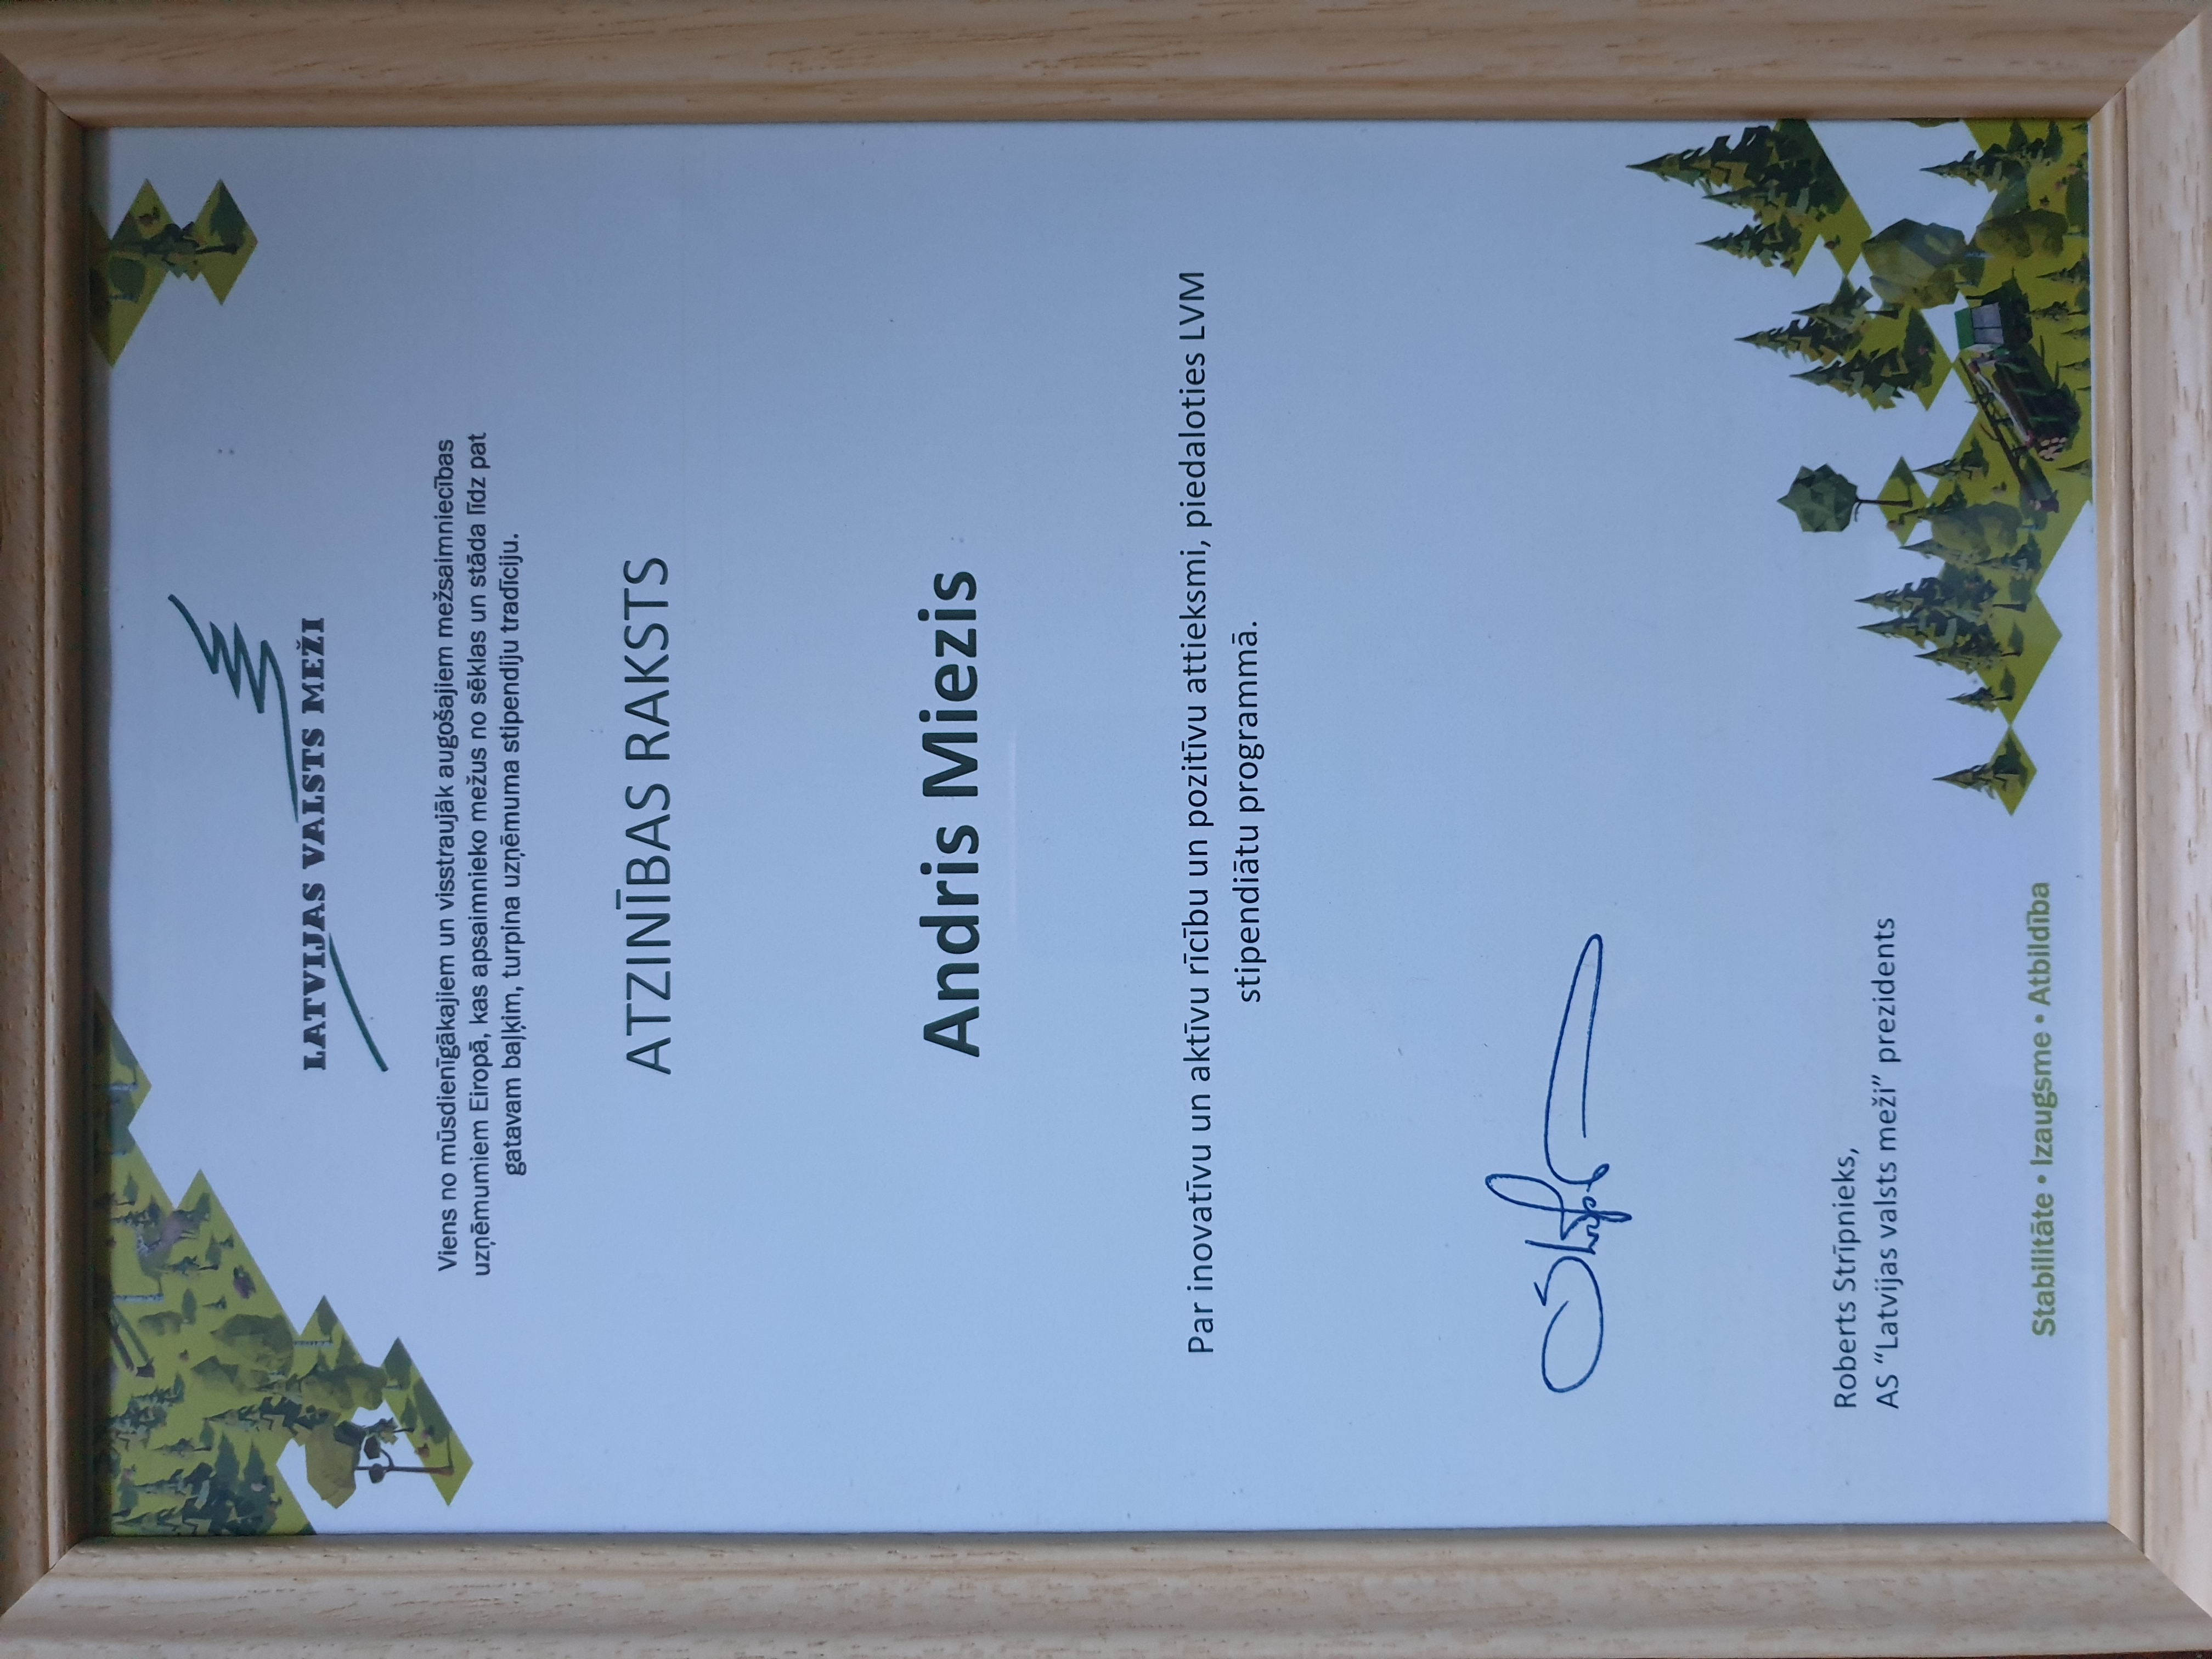 LATVIJAS VALSTS MEŽI
Viens no mūsdienīgākajiem un visstraujāk augošajiem mežsaimniecības
uzņēmumiem Eiropā, kas apsaimnieko mežus no sēklas un stāda līdz pat
gatavam baļķim, turpina uzņēmuma stipendiju tradīciju.
ATZINĪBAS RAKSTS
Andris Miezis
Par inovatīvu un aktīvu rīcību un pozitīvu attieksmi, piedaloties LVM
stipendiātu programmā.
Roberts Strīpnieks,
AS “Latvijas valsts meži” prezidents
Stabilitāte • Izaugsme • Atbildība